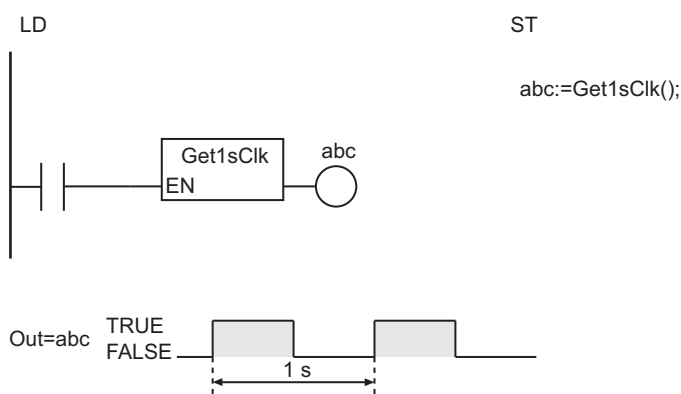 LD
ST
abc:=Get1sClk();
Get1sClk
abc
EN
Out=abc
TRUE
FALSE
1 s